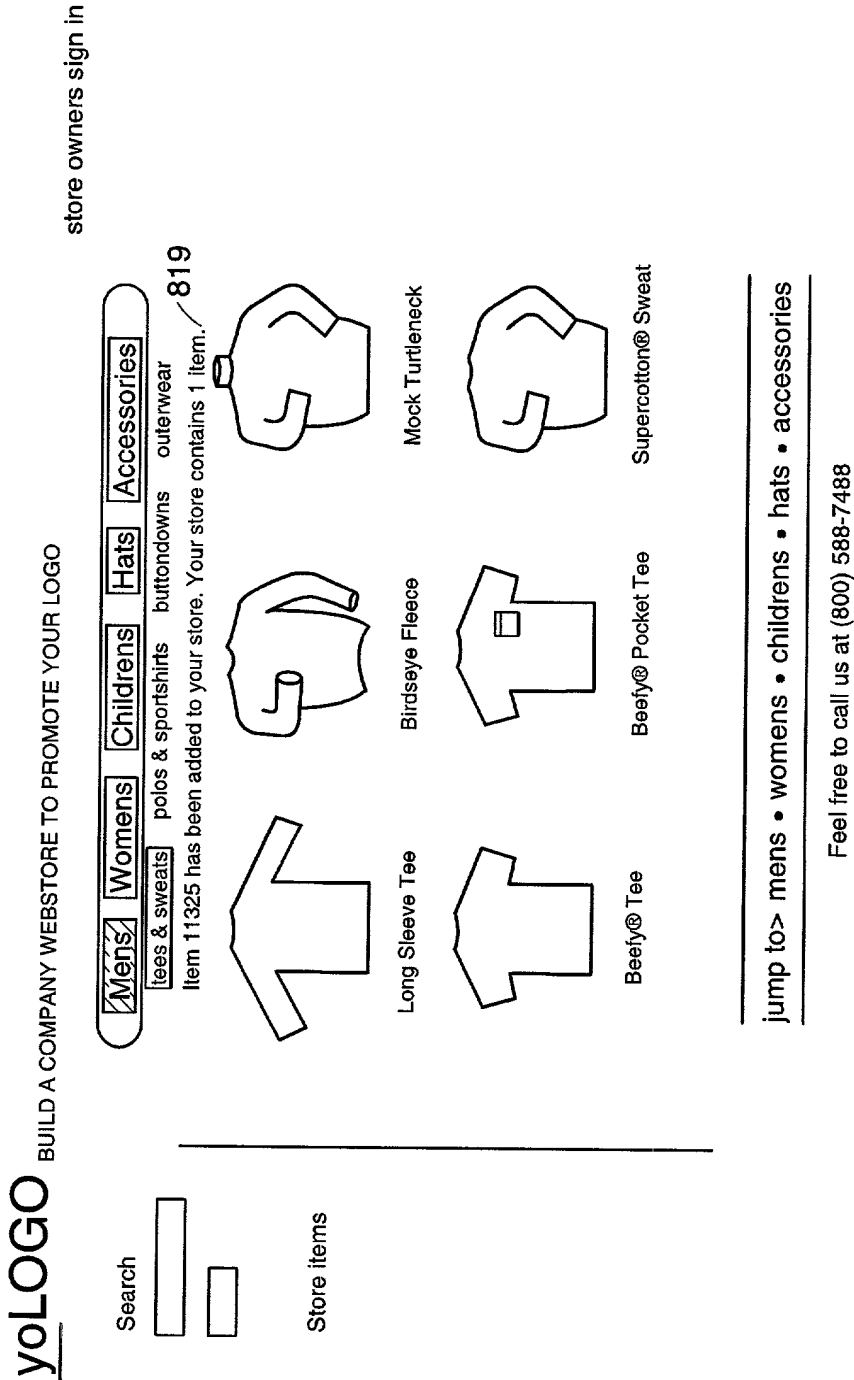 yoLOGO BUILD A COMPANY WEBSTORE TO PROMOTE YOUR LOGO
store owners sign in
Search
Store items
Mens Womens Childrens Hats Accessories
tees & sweats polos & sportshirts buttondowns outerwear
Item 11325 has been added to your store. Your store contains 1 item.
819
Long Sleeve Tee Birdseye Fleece Mock Turtleneck
Beefy® Tee Beefy® Pocket Tee Supercotton® Sweat
jump to> mens • womens • childrens • hats • accessories
Feel free to call us at (800) 588-7488